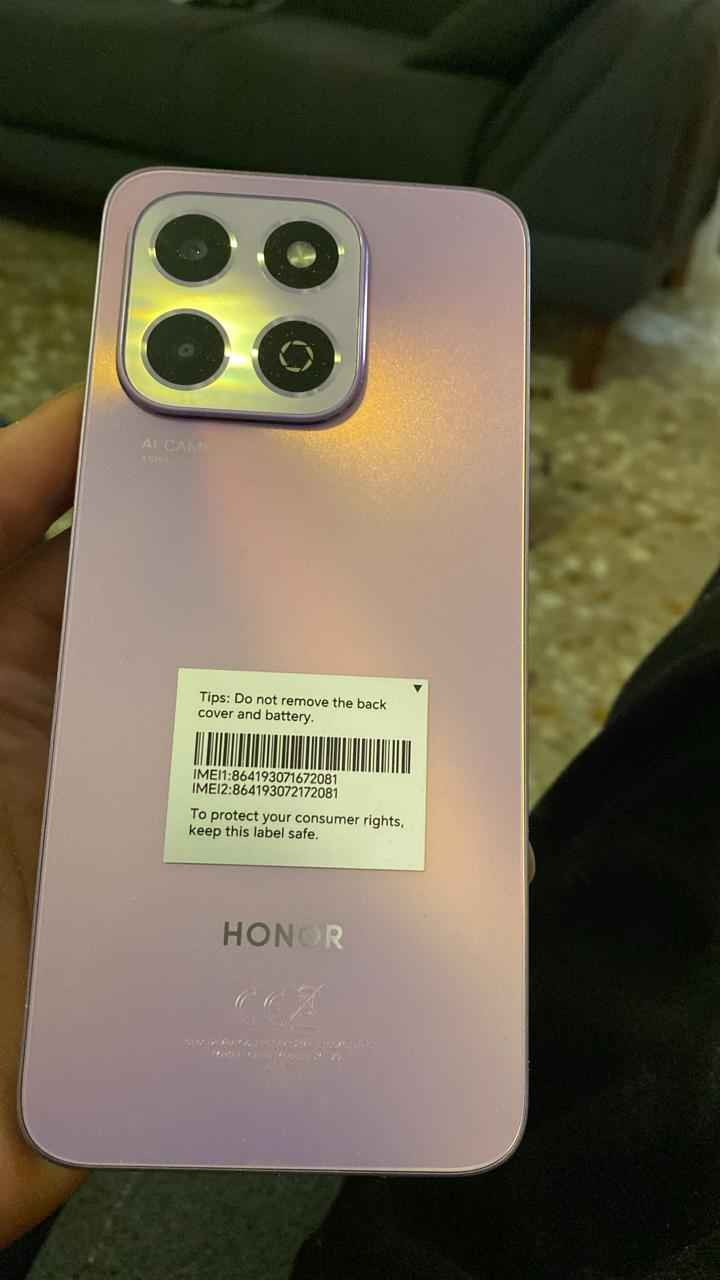 AI CAM
Tips: Do not remove the back
cover and battery.
IMEI1:864193071672081
IMEI2:864193072172081
To protect your consumer rights,
keep this label safe.
HONOR
CE